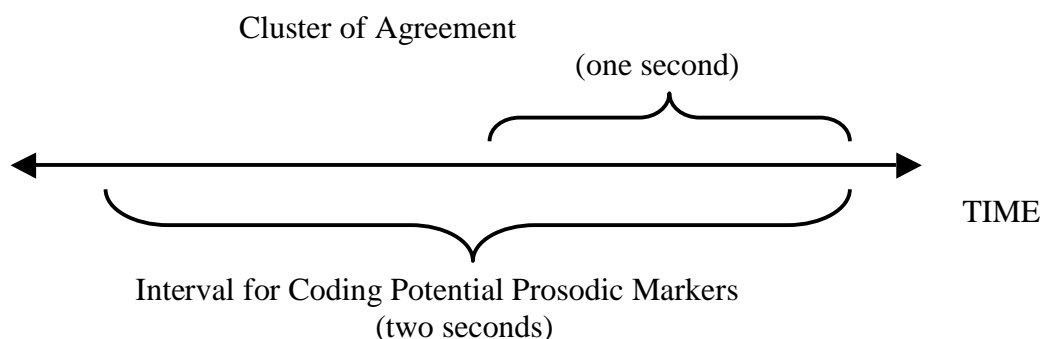 Cluster of Agreement
(one second)
TIME
Interval for Coding Potential Prosodic Markers
(two seconds)